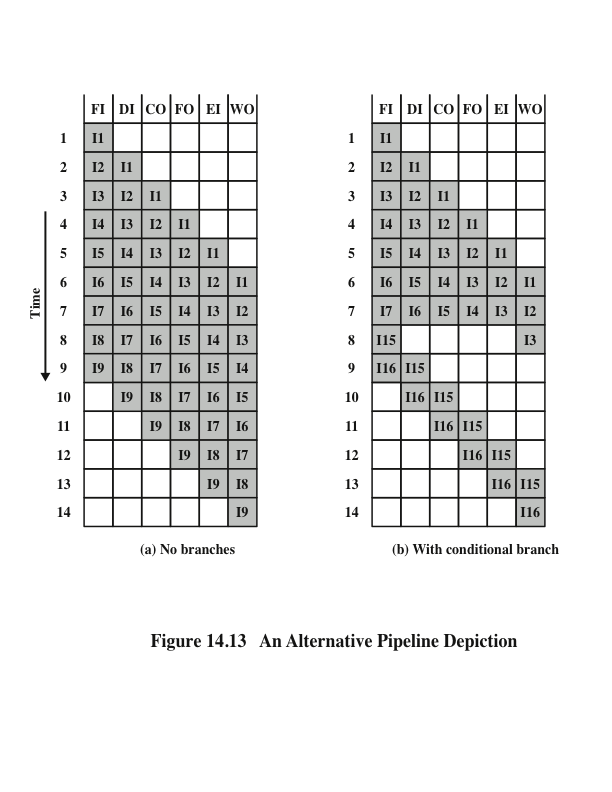 FI DI CO FO EI WO
1 I1
2 I2 I1
3 I3 I2 I1
4 I4 I3 I2 I1
5 I5 I4 I3 I2 I1
6 I6 I5 I4 I3 I2 I1
7 I7 I6 I5 I4 I3 I2
8 I8 I7 I6 I5 I4 I3
9 I9 I8 I7 I6 I5 I4
10 I9 I8 I7 I6 I5
11 I9 I8 I7 I6
12 I9 I8 I7
13 I9 I8
14 I9
Time
(a) No branches
FI DI CO FO EI WO
1 I1
2 I2 I1
3 I3 I2 I1
4 I4 I3 I2 I1
5 I5 I4 I3 I2 I1
6 I6 I5 I4 I3 I2 I1
7 I7 I6 I5 I4 I3 I2
8 I15 I3
9 I16 I15
10 I16 I15
11 I16 I15
12 I16 I15
13 I16 I15
14 I16
(b) With conditional branch
Figure 14.13 An Alternative Pipeline Depiction